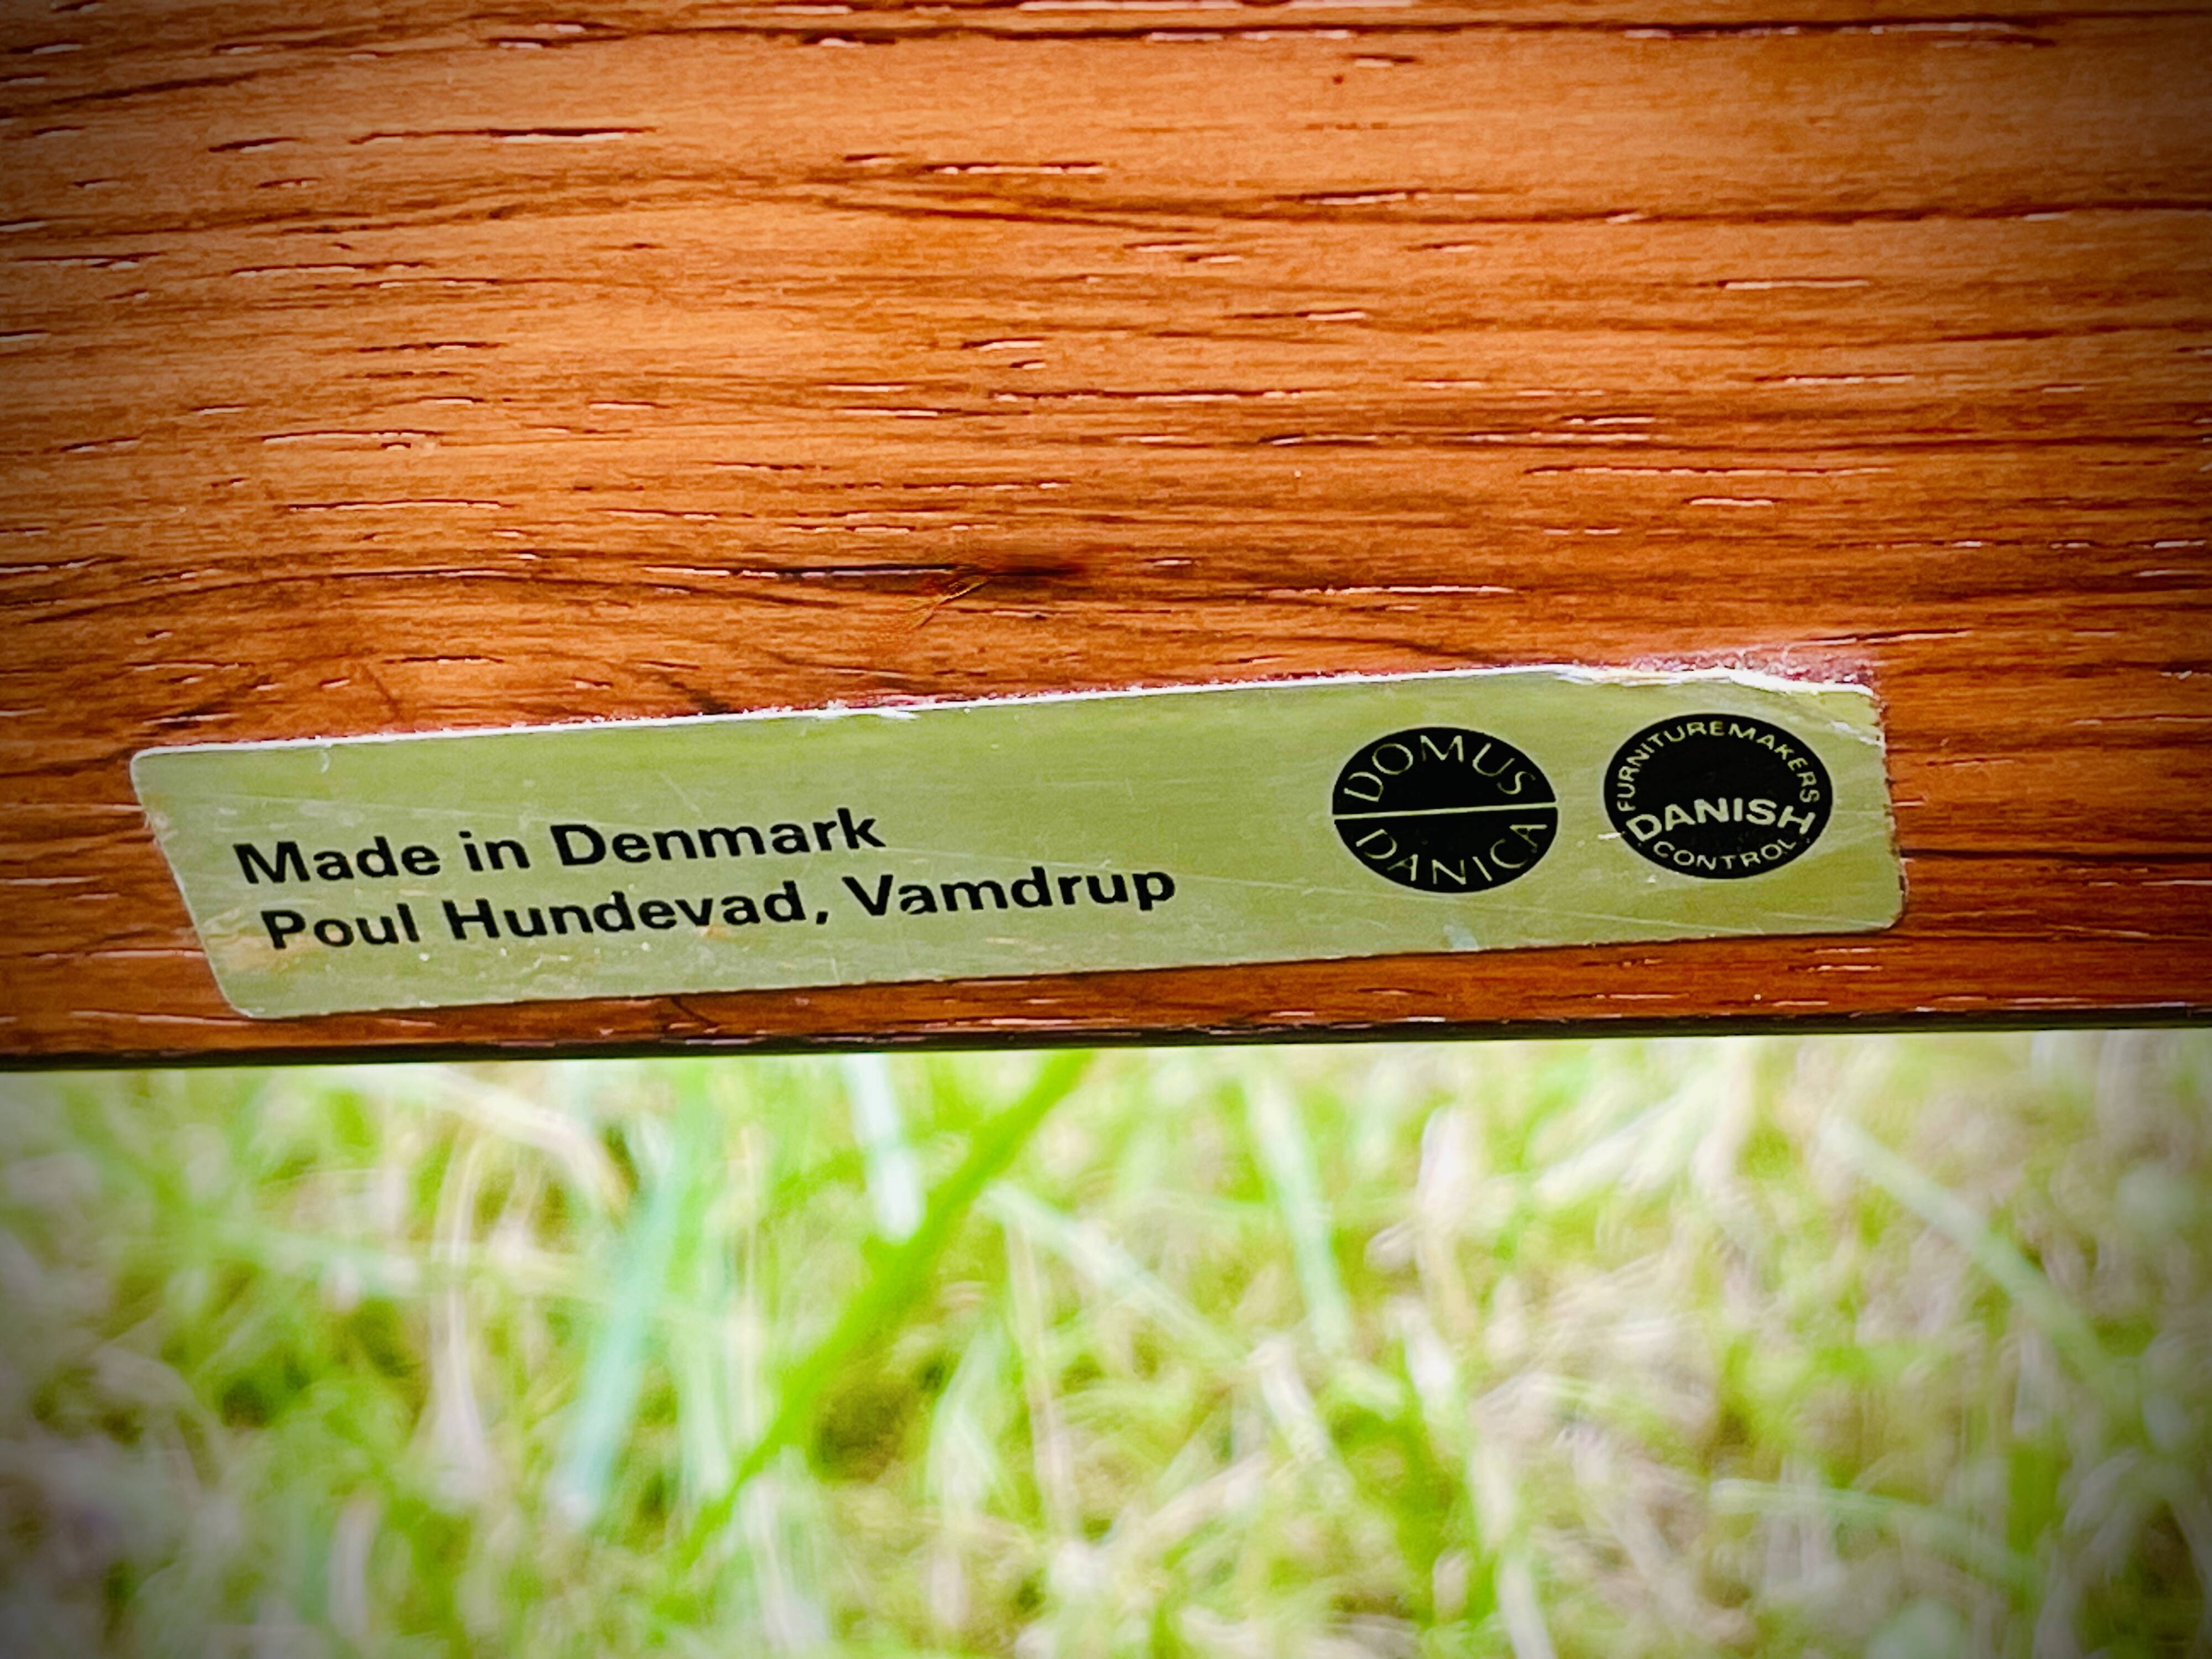 Made in Denmark
Poul Hundevad, Vamdrup
DOMUS
DANICA
FURNITUREMAKERS
DANISH
CONTROL